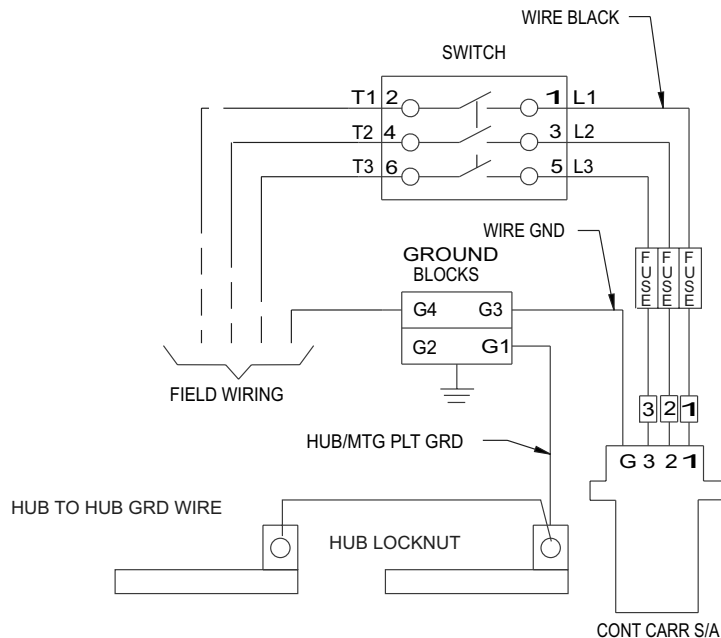 WIRE BLACK
SWITCH
T1 2 1 L1
T2 4 3 L2
T3 6 5 L3
WIRE GND
GROUND
BLOCKS
FUSE FUSE FUSE
G4 G3
G2 G1
FIELD WIRING
3 2 1
HUB/MTG PLT GRD
G 3 2 1
HUB TO HUB GRD WIRE
HUB LOCKNUT
CONT CARR S/A